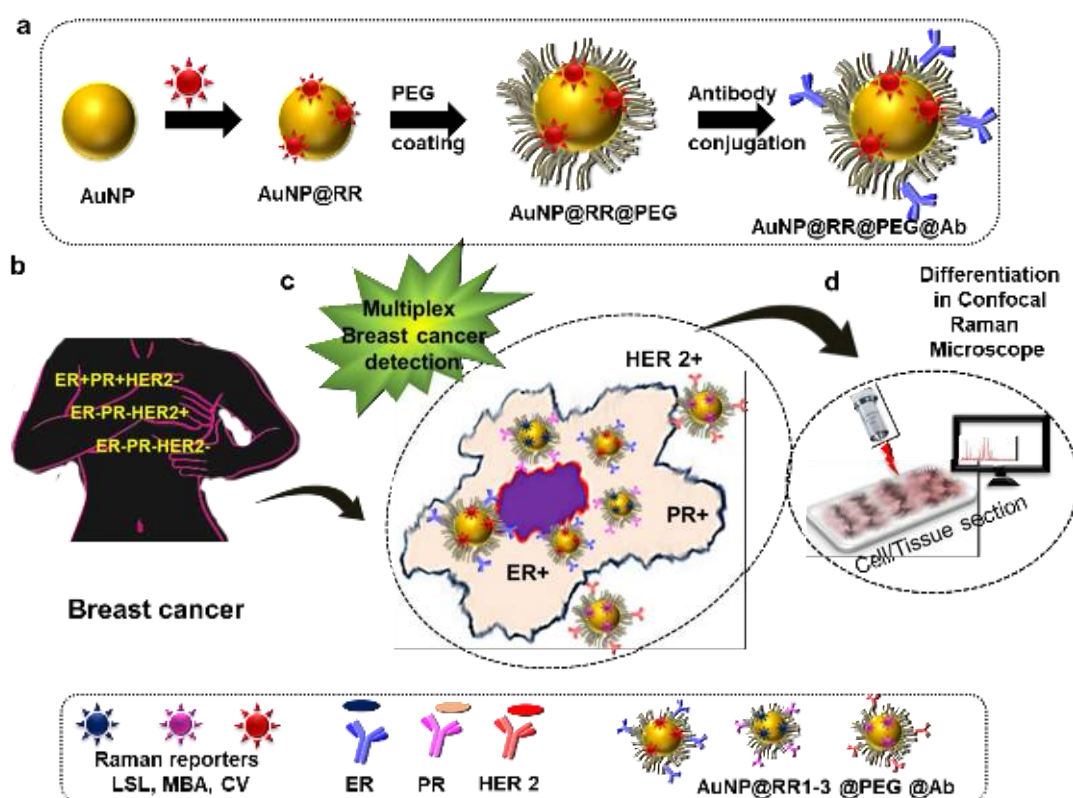 a
PEG
coating
Antibody
conjugation
AuNP
AuNP@RR
AuNP@RR@PEG
AuNP@RR@PEG@Ab
b
ER+PR+HER2-
ER-PR-HER2+
ER-PR-HER2-
Breast cancer
c
Multiplex
Breast cancer
detection
HER 2+
PR+
ER+
d
Differentiation
in Confocal
Raman
Microscope
Cell/Tissue section
Raman reporters
LSL, MBA, CV
ER
PR
HER 2
AuNP@RR1-3 @PEG @Ab